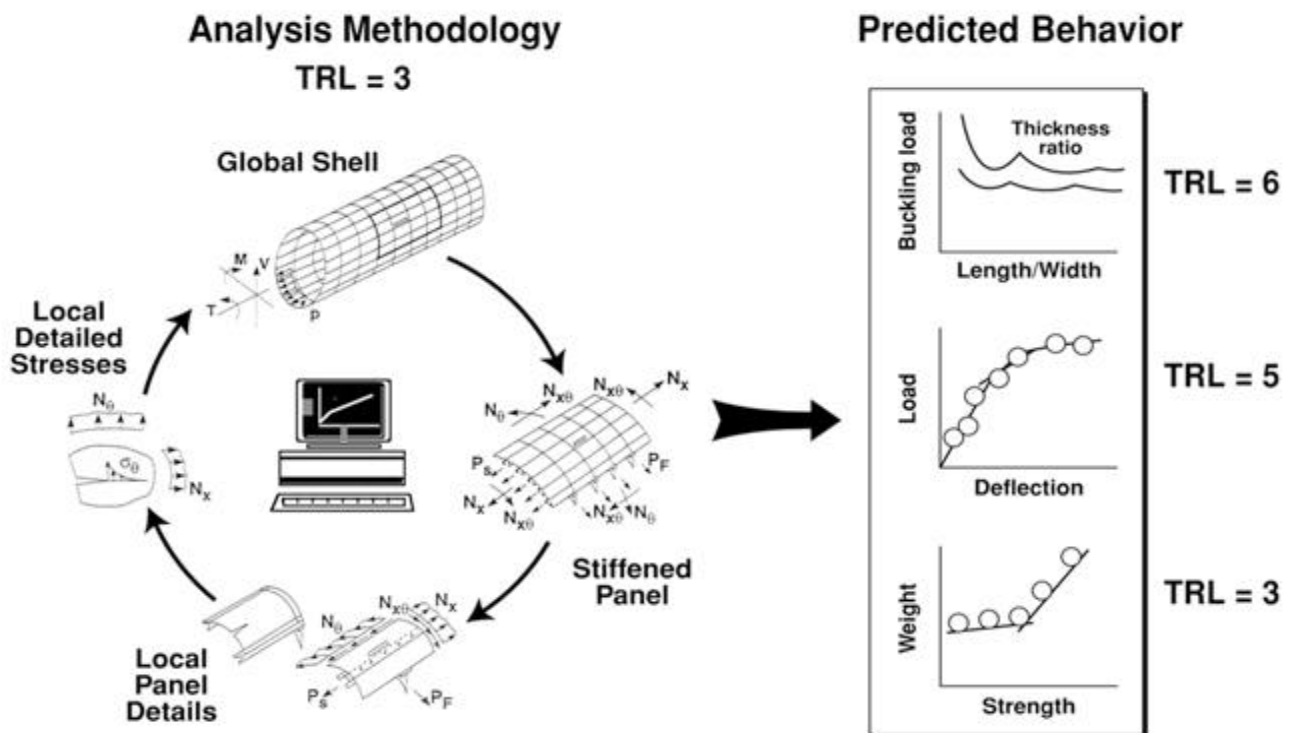 Analysis Methodology
TRL = 3
Predicted Behavior
Global Shell
M
V
T
p
Local
Detailed
Stresses
Nθ
σθ
Nx
Nθ
Nxθ
Nxθ
Nx
Ps
PF
Nx
Nxθ
Nxθ
Nθ
Stiffened
Panel
Nθ
Nxθ
Nx
Ps
PF
Local
Panel
Details
Buckling load
Thickness
ratio
Length/Width
TRL = 6
Load
Deflection
TRL = 5
Weight
Strength
TRL = 3